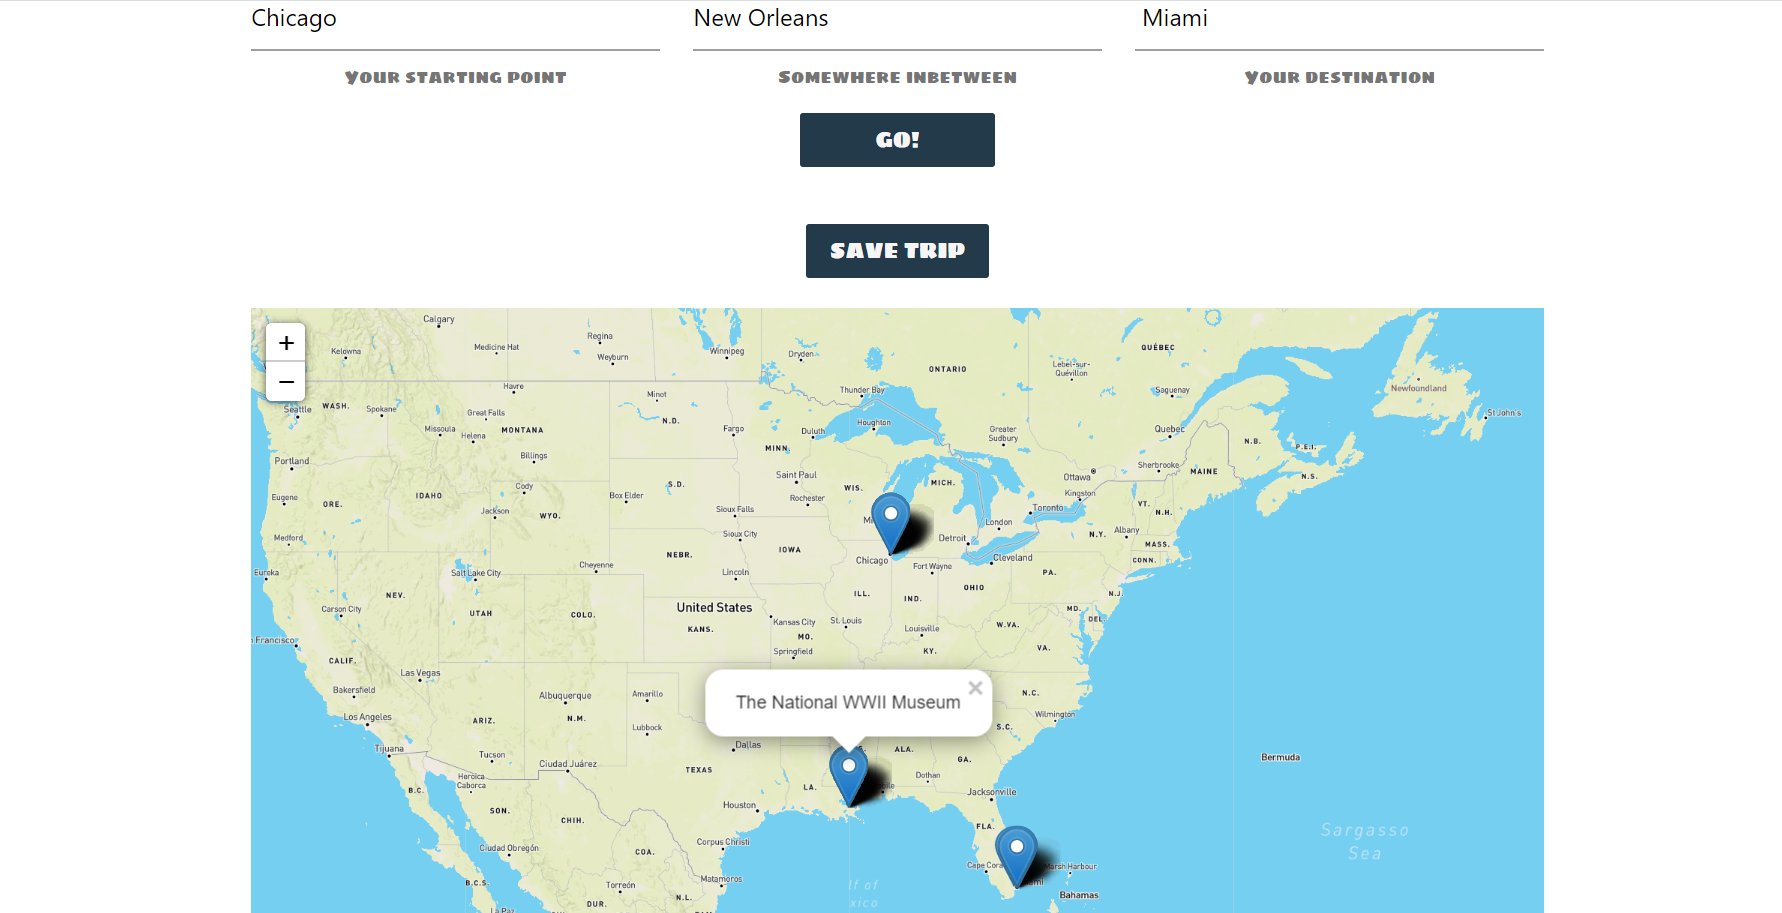 Chicago
New Orleans
Miami
Your starting point
Somewhere inbetween
Your destination
GO!
SAVE TRIP
+
−
Calgary
Kelowna
Medicine Hat
Regina
Weyburn
Winnipeg
Dryden
ONTARIO
Lebel-sur-
Quévillon
QUÉBEC
Saguenay
Newfoundland
St John's
Seattle
WASH.
Spokane
Havre
Great Falls
Missoula
Helena
MONTANA
Minot
N.D.
Fargo
Thunder Bay
Houghton
Duluth
MINN.
Greater
Sudbury
Quebec
N.B.
P.E.I.
N.S.
MAINE
Sherbrooke
Ottawa
Kingston
Portland
Billings
Eugene
ORE.
IDAHO
Cody
Jackson
WYO.
Box Elder
S.D.
Saint Paul
Rochester
WIS.
MICH.
Sioux Falls
Sioux City
Medford
Toronto
London
VT.
N.H.
Albany
N.Y.
MASS.
CONN.
Detroit
Cleveland
Chicago
Fort Wayne
IOWA
NEBR.
Lincoln
Cheyenne
Salt Lake City
Eureka
NEV.
Carson City
UTAH
COLO.
United States
KANS.
Kansas City
MO.
Springfield
St. Louis
ILL.
IND.
OHIO
PA.
N.J.
MD.
DEL.
W.VA.
VA.
Louisville
KY.
CALIF.
Las Vegas
Bakersfield
Los Angeles
Tijuana
ARIZ.
Tucson
Albuquerque
N.M.
Amarillo
Lubbock
Dallas
TEXAS
Ciudad Juárez
The National WWII Museum
×
N.C.
Wilmington
S.C.
ALA.
GA.
Dothan
LA.
Houston
Jacksonville
FLA.
Bermuda
Sargasso
Sea
B.C.
Heroica
Caborca
SON.
CHIH.
Ciudad Obregón
COA.
Corpus Christi
Matamoros
Torreón
B.C.S.
DUR.
N.L.
Bahamas